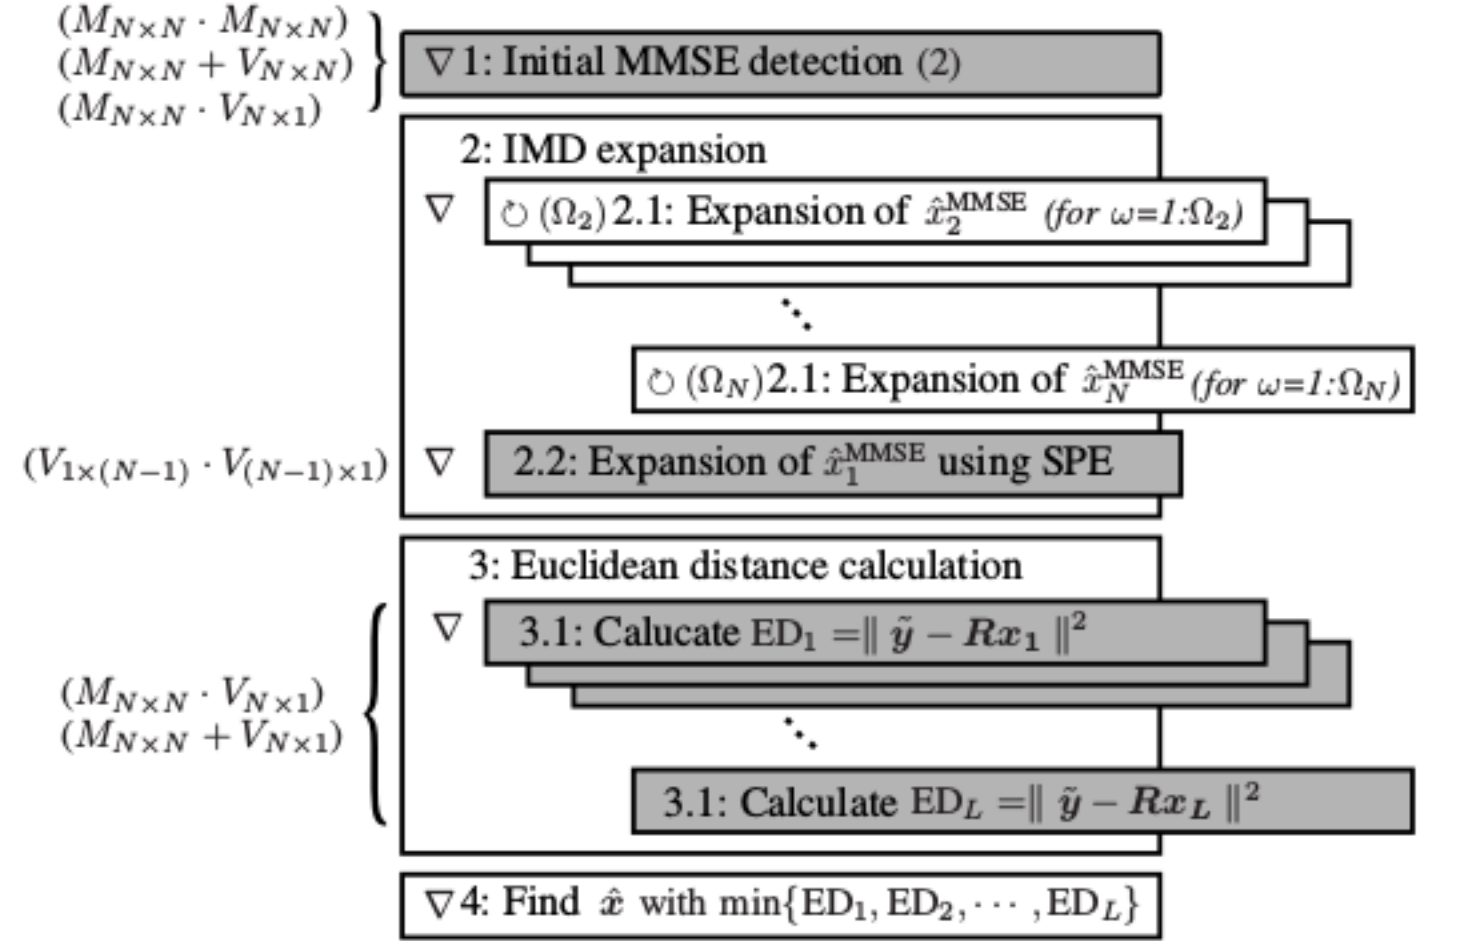 (M_{N×N} · M_{N×N})
(M_{N×N} + V_{N×N})
(M_{N×N} · V_{N×1})
∇ 1: Initial MMSE detection (2)
2: IMD expansion
∇ ↻ (Ω_2) 2.1: Expansion of x̂_2^{MMSE} (for ω=1:Ω_2)
⋱
↻ (Ω_N) 2.1: Expansion of x̂_N^{MMSE} (for ω=1:Ω_N)
(V_{1×(N−1)} · V_{(N−1)×1}) ∇ 2.2: Expansion of x̂_1^{MMSE} using SPE
3: Euclidean distance calculation
∇ 3.1: Calucate ED_1 =∥ ỹ − Rx_1 ∥^2
(M_{N×N} · V_{N×1})
(M_{N×N} + V_{N×1})
⋱
3.1: Calculate ED_L =∥ ỹ − Rx_L ∥^2
∇ 4: Find x̂ with min{ED_1, ED_2, ··· , ED_L}